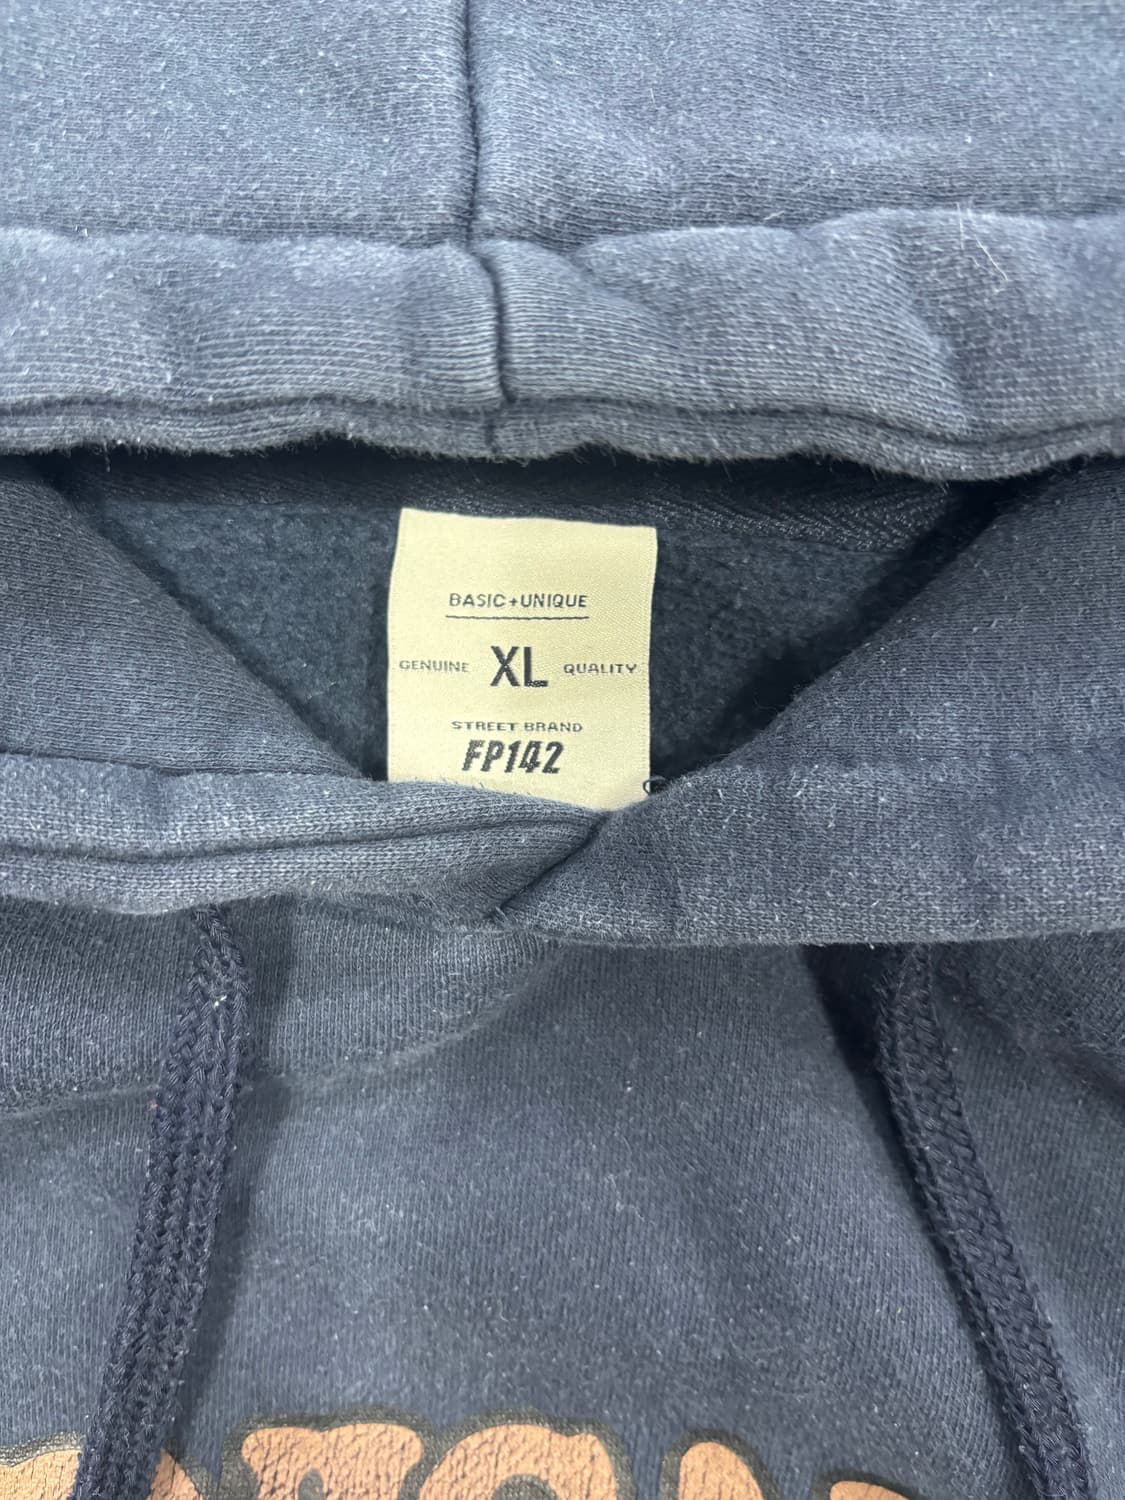 BASIC+UNIQUE
GENUINE XL QUALITY
STREET BRAND
FP142